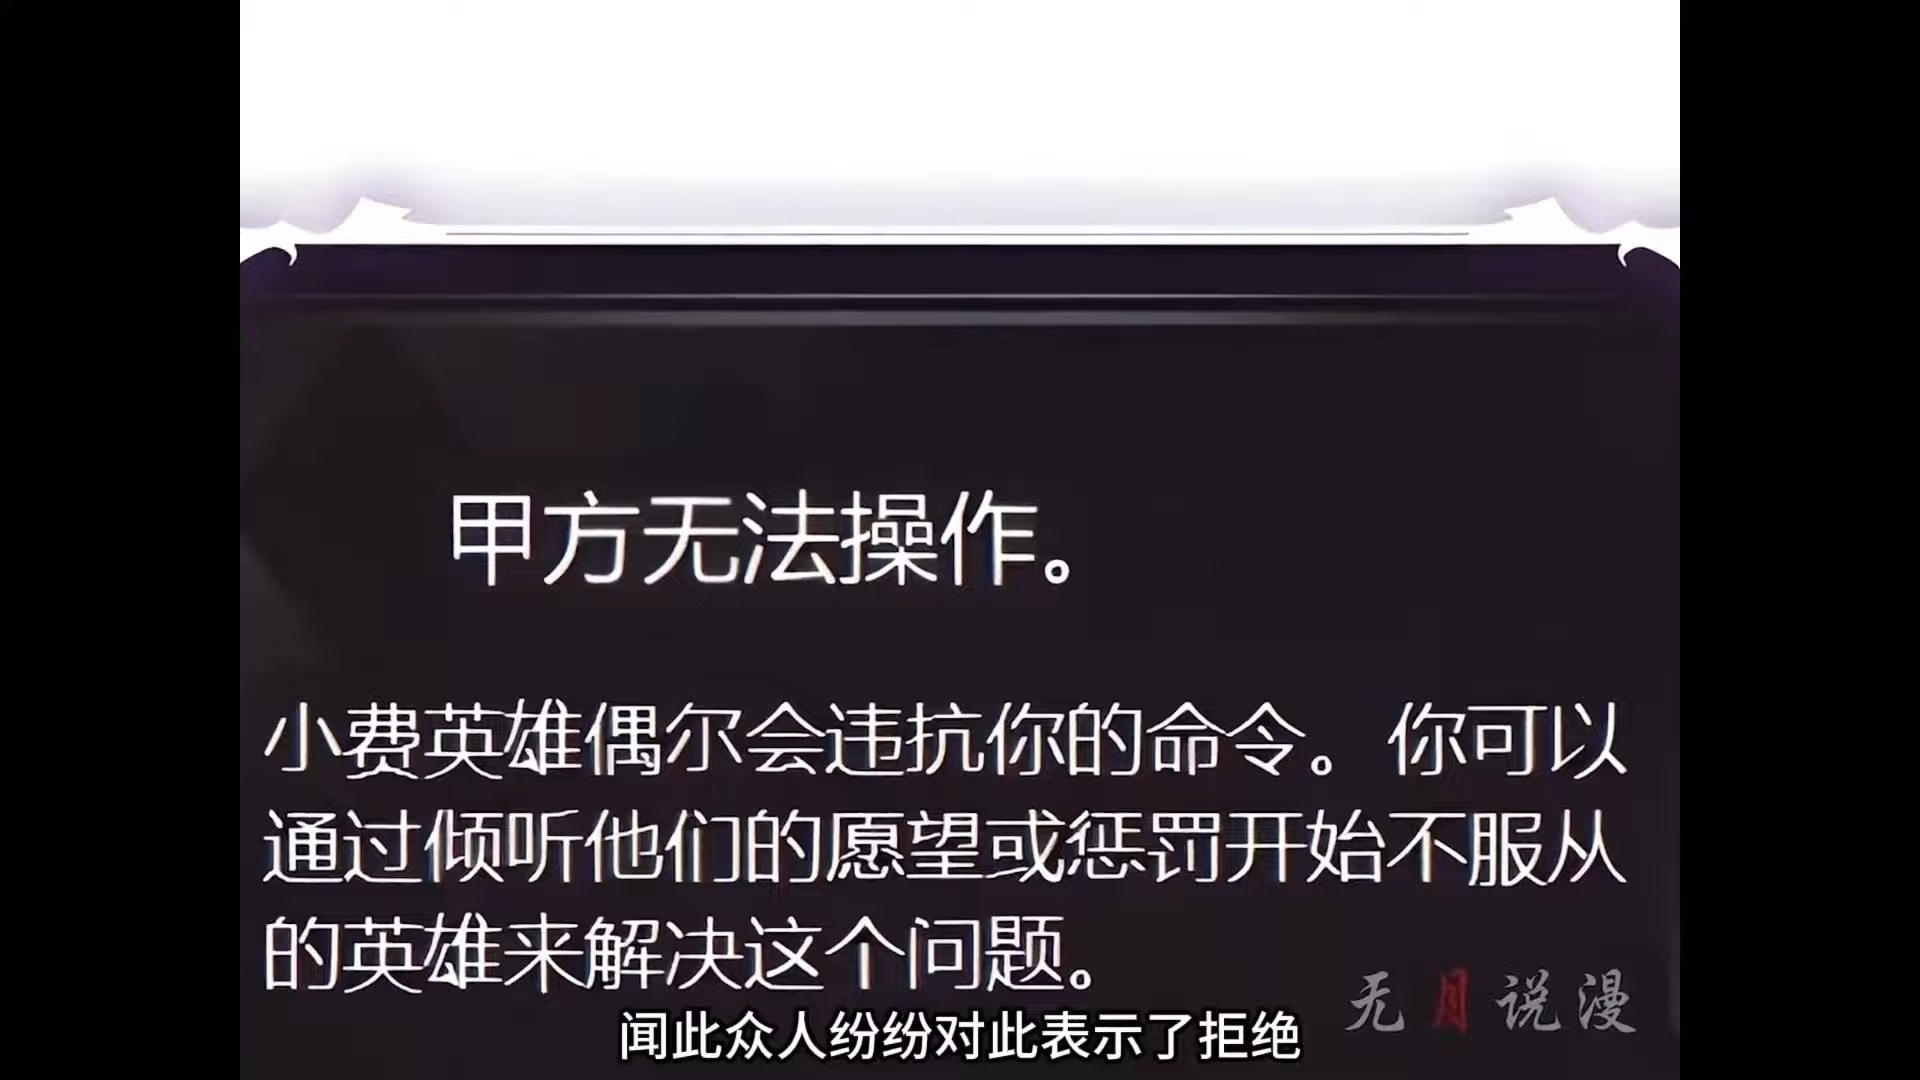 甲方无法操作。
小费英雄偶尔会违抗你的命令。你可以
通过倾听他们的愿望或惩罚开始不服从
的英雄来解决这个问题。
无月说漫
闻此众人纷纷对此表示了拒绝